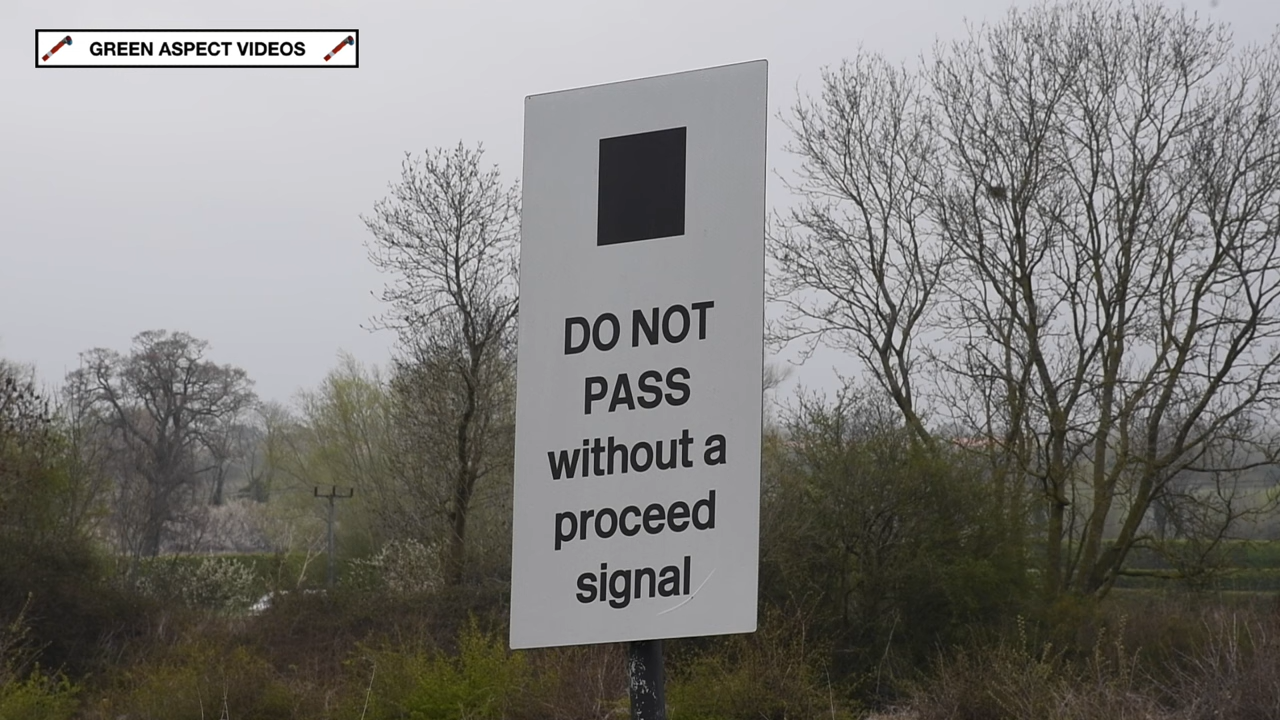 GREEN ASPECT VIDEOS
DO NOT
PASS
without a
proceed
signal